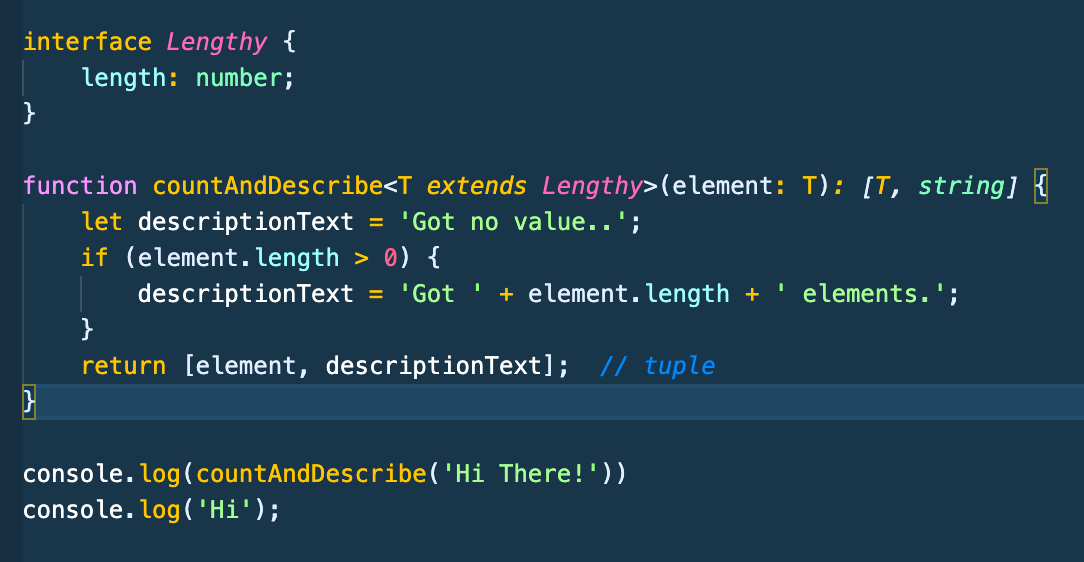 interface Lengthy {
    length: number;
}

function countAndDescribe<T extends Lengthy>(element: T): [T, string] {
    let descriptionText = 'Got no value..';
    if (element.length > 0) {
        descriptionText = 'Got ' + element.length + ' elements.';
    }
    return [element, descriptionText];  // tuple
}

console.log(countAndDescribe('Hi There!'))
console.log('Hi');